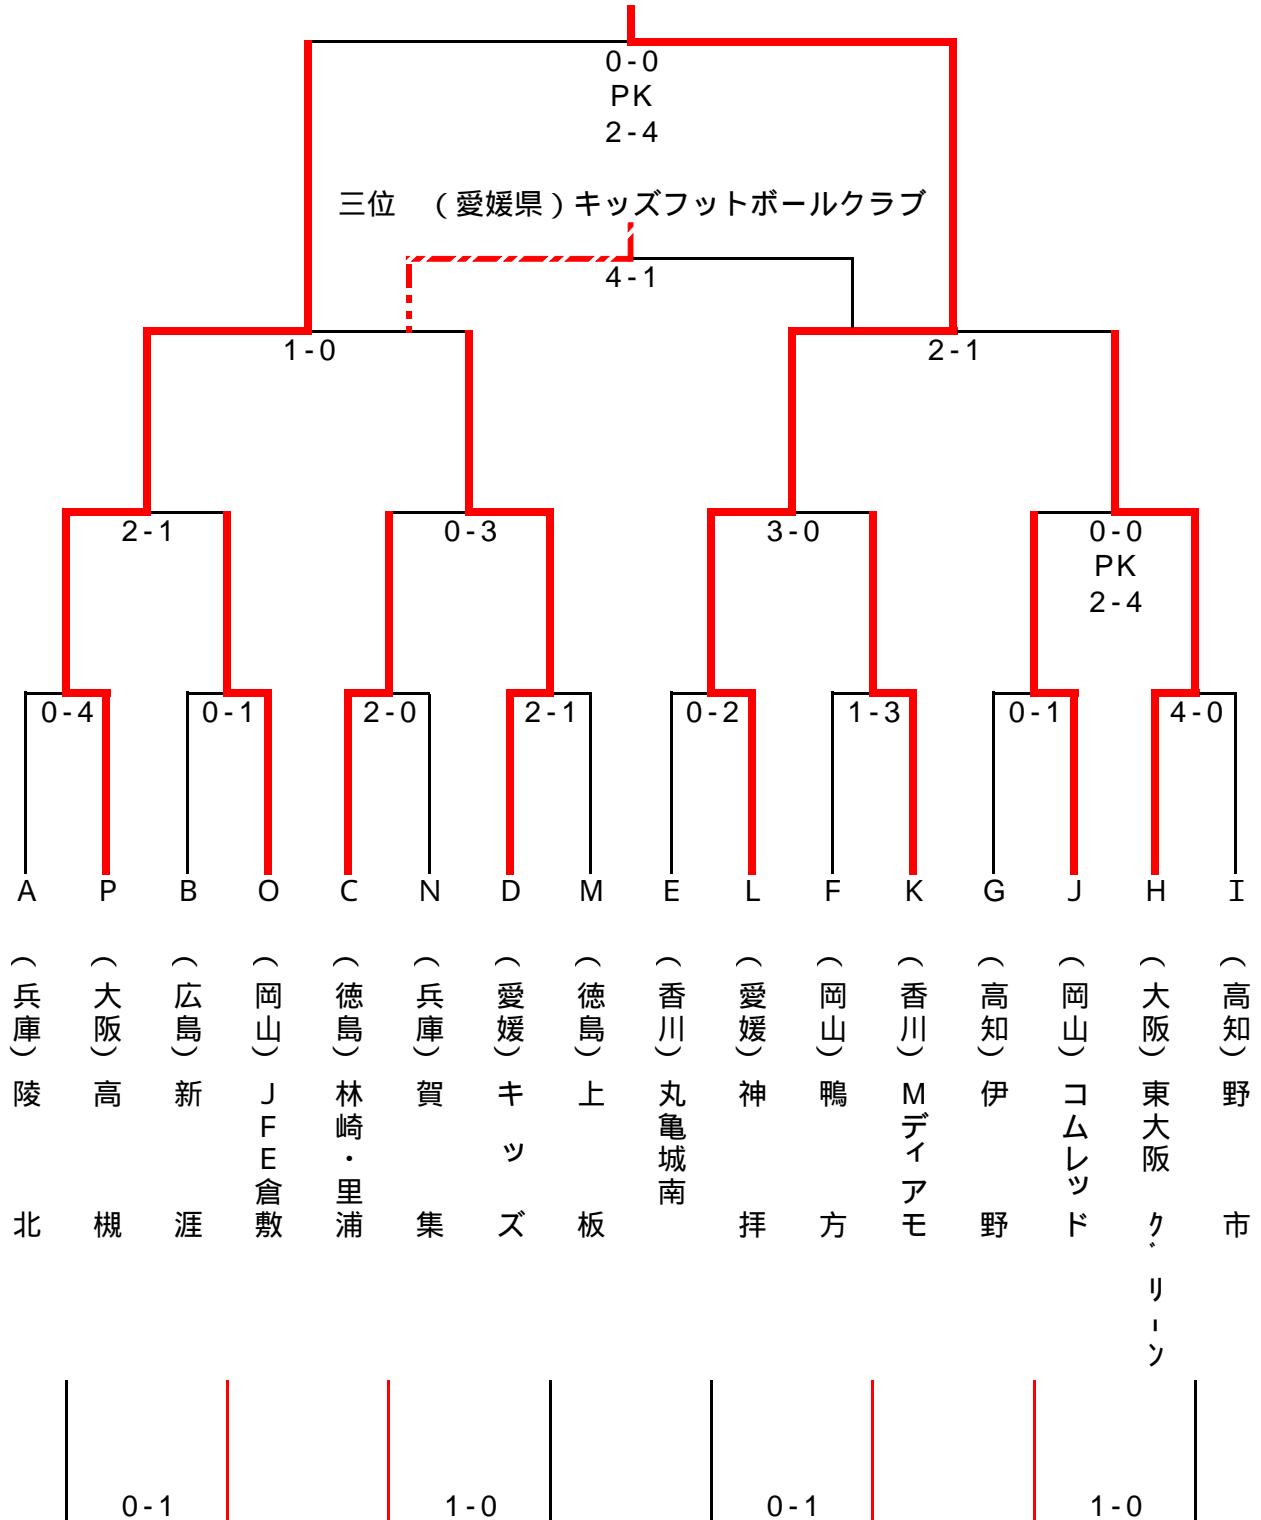 0-0
PK
2-4
三位　（愛媛県）キッズフットボールクラブ
4-1
1-0
2-1
2-1
0-3
3-0
0-0
PK
2-4
0-4
0-1
2-0
2-1
0-2
1-3
0-1
4-0
A
P
B
O
C
N
D
M
E
L
F
K
G
J
H
I
（兵庫）陵北
（大阪）高槻
（広島）新涯
（岡山）JFE倉敷
（徳島）林崎・里浦
（兵庫）賀集
（愛媛）キッズ
（徳島）上板
（香川）丸亀城南
（愛媛）神拝
（岡山）鴨方
（香川）Mディアモ
（高知）伊野
（岡山）コムレッド
（大阪）東大阪グリーン
（高知）野市
0-1
1-0
0-1
1-0